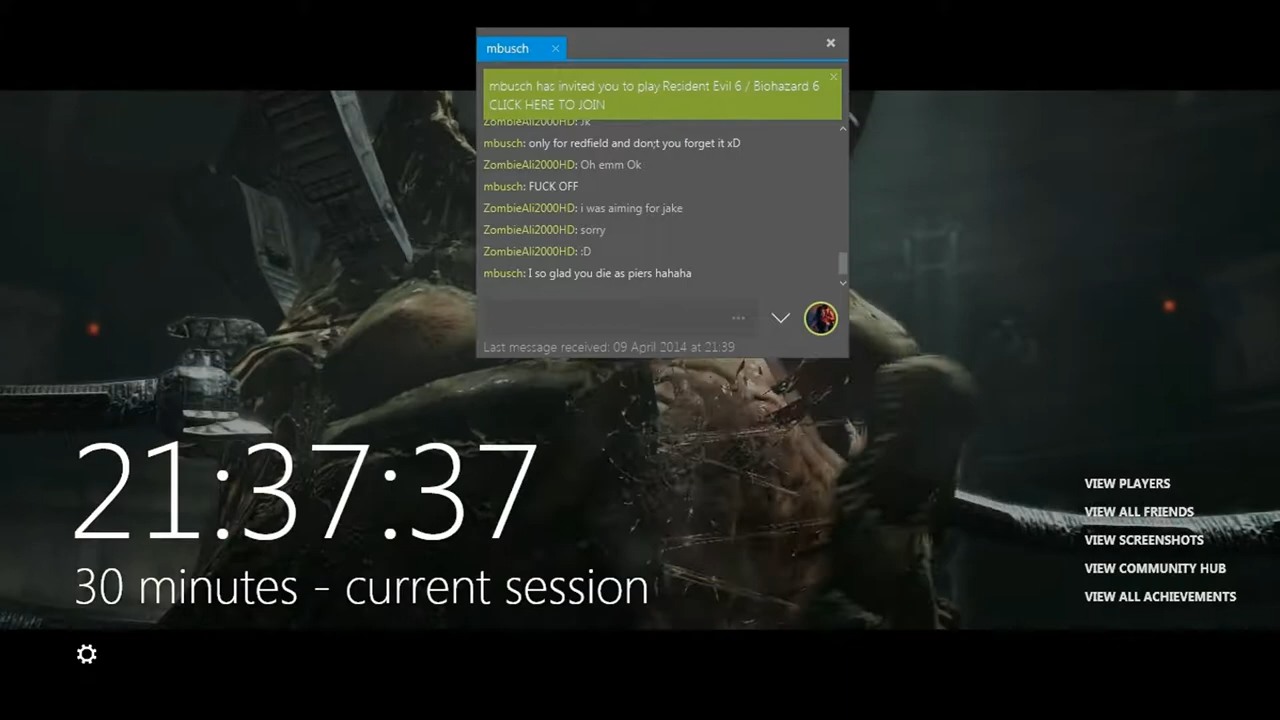 mbusch
mbusch has invited you to play Resident Evil 6 / Biohazard 6
CLICK HERE TO JOIN
ZombieAli2000HD: Jk
mbusch: only for redfield and don;t you forget it xD
ZombieAli2000HD: Oh emm Ok
mbusch: FUCK OFF
ZombieAli2000HD: i was aiming for jake
ZombieAli2000HD: sorry
ZombieAli2000HD: :D
mbusch: I so glad you die as piers hahaha
Last message received: 09 April 2014 at 21:39
21:37:37
30 minutes - current session
VIEW PLAYERS
VIEW ALL FRIENDS
VIEW SCREENSHOTS
VIEW COMMUNITY HUB
VIEW ALL ACHIEVEMENTS